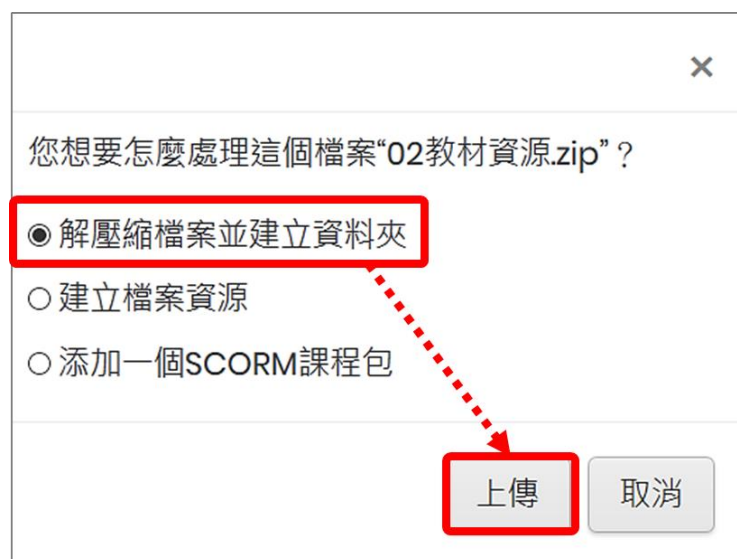 ×
您想要怎麼處理這個檔案“02教材資源.zip”？
解壓縮檔案並建立資料夾
建立檔案資源
添加一個SCORM課程包
上傳 取消